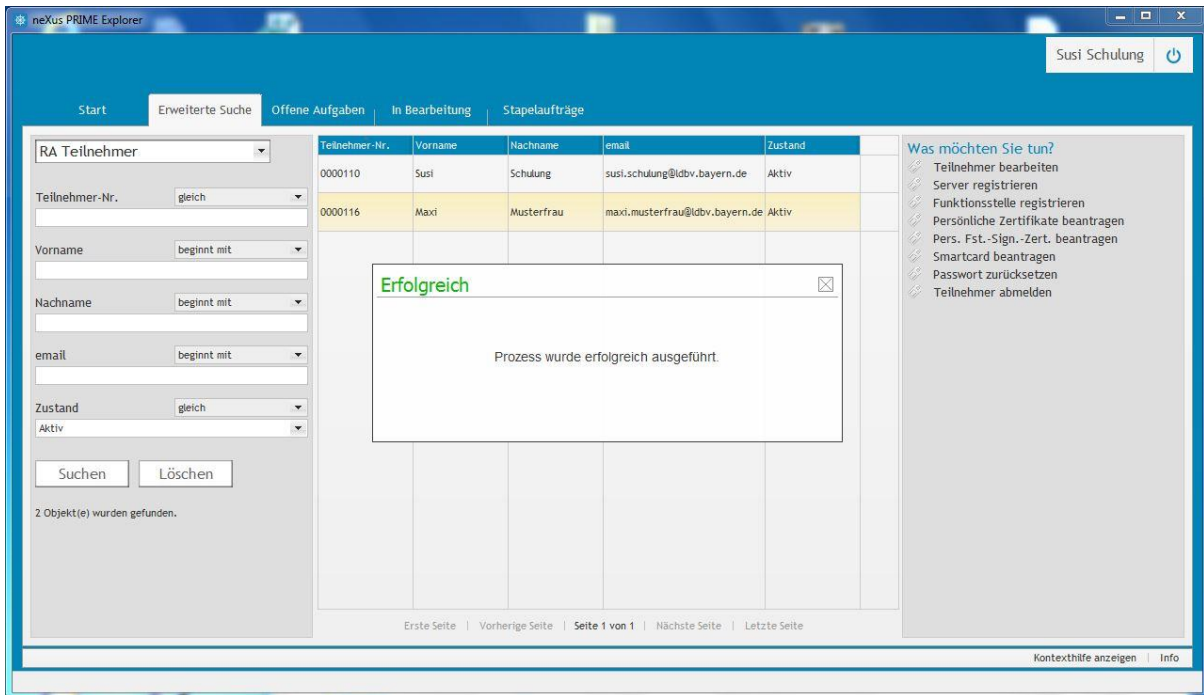 neXus PRIME Explorer
Susi Schulung
Start
Erweiterte Suche
Offene Aufgaben
In Bearbeitung
Stapelaufträge
RA Teilnehmer
Teilnehmer-Nr. gleich
Vorname beginnt mit
Nachname beginnt mit
email beginnt mit
Zustand gleich
Aktiv
Suchen Löschen
2 Objekt(e) wurden gefunden.
Teilnehmer-Nr. Vorname Nachname email Zustand
0000110 Susi Schulung susi.schulung@ldbv.bayern.de Aktiv
0000116 Maxi Musterfrau maxi.musterfrau@ldbv.bayern.de Aktiv
Erfolgreich
Prozess wurde erfolgreich ausgeführt.
Erste Seite | Vorherige Seite | Seite 1 von 1 | Nächste Seite | Letzte Seite
Was möchten Sie tun?
Teilnehmer bearbeiten
Server registrieren
Funktionsstelle registrieren
Persönliche Zertifikate beantragen
Pers. Fst.-Sign.-Zert. beantragen
Smartcard beantragen
Passwort zurücksetzen
Teilnehmer abmelden
Kontexthilfe anzeigen | Info